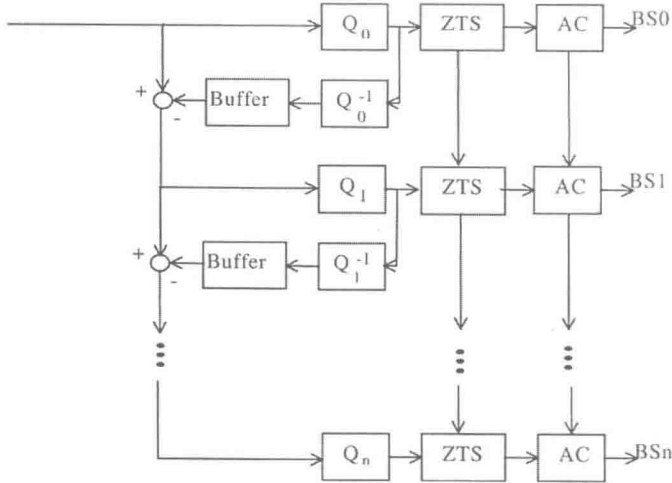 Q0 ZTS AC BS0
+ - Buffer Q0^-1
Q1 ZTS AC BS1
+ - Buffer Q1^-1
Qn ZTS AC BSn